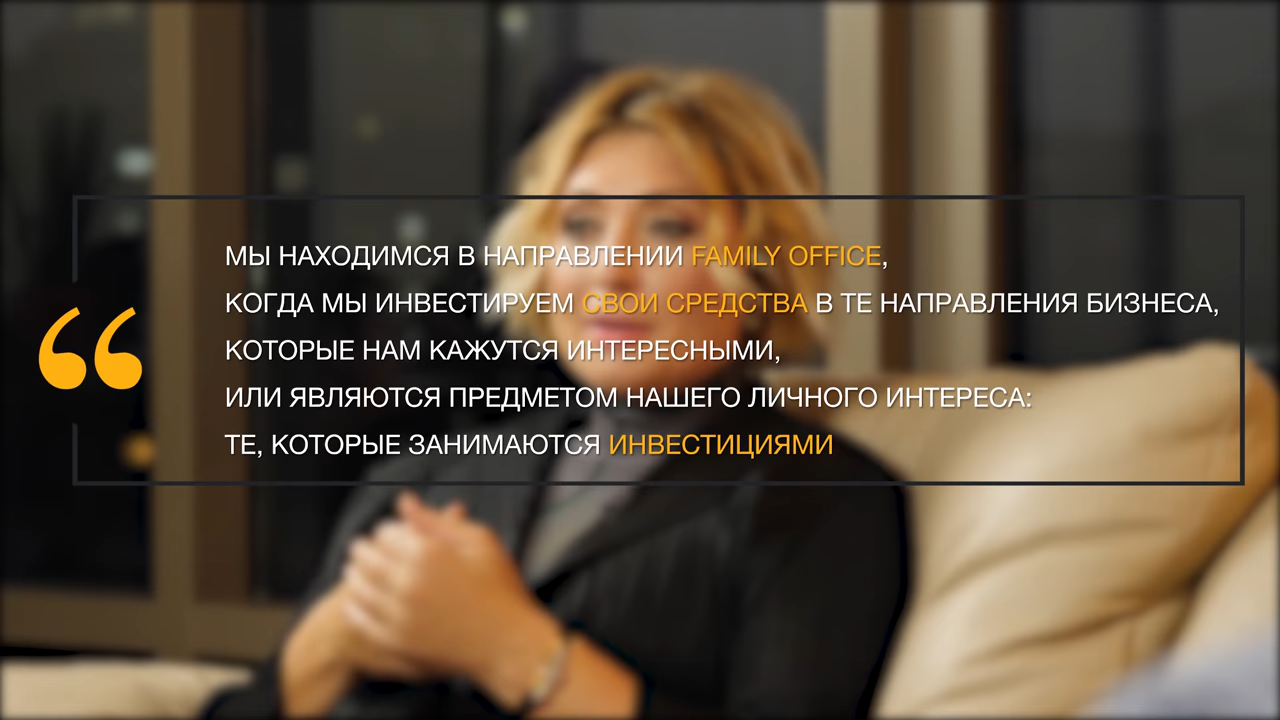 “
МЫ НАХОДИМСЯ В НАПРАВЛЕНИИ FAMILY OFFICE,
КОГДА МЫ ИНВЕСТИРУЕМ СВОИ СРЕДСТВА В ТЕ НАПРАВЛЕНИЯ БИЗНЕСА,
КОТОРЫЕ НАМ КАЖУТСЯ ИНТЕРЕСНЫМИ,
ИЛИ ЯВЛЯЮТСЯ ПРЕДМЕТОМ НАШЕГО ЛИЧНОГО ИНТЕРЕСА:
ТЕ, КОТОРЫЕ ЗАНИМАЮТСЯ ИНВЕСТИЦИЯМИ